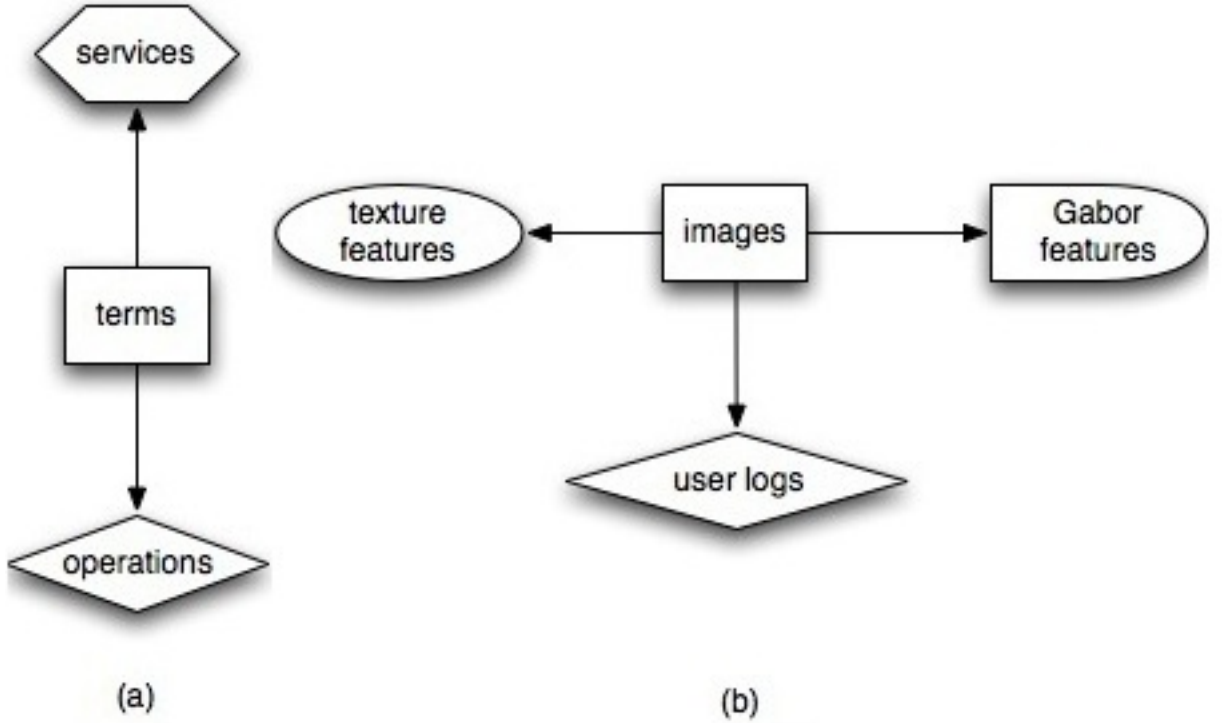 services
terms
operations
(a)
texture
features
images
Gabor
features
user logs
(b)